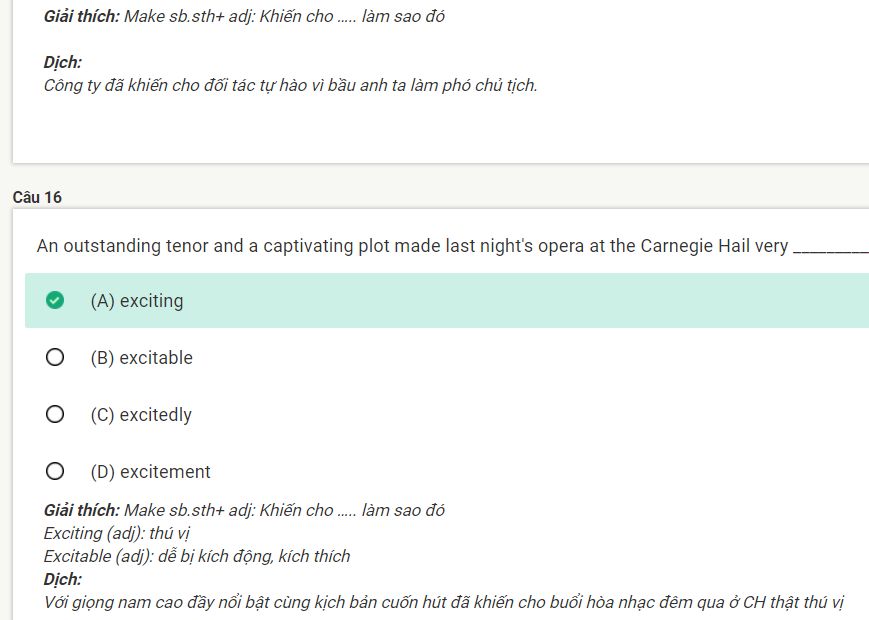 Giải thích: Make sb.sth+ adj: Khiến cho ..... làm sao đó
Dịch:
Công ty đã khiến cho đối tác tự hào vì bầu anh ta làm phó chủ tịch.
Câu 16
An outstanding tenor and a captivating plot made last night's opera at the Carnegie Hail very _________
(A) exciting
(B) excitable
(C) excitedly
(D) excitement
Giải thích: Make sb.sth+ adj: Khiến cho ..... làm sao đó
Exciting (adj): thú vị
Excitable (adj): dễ bị kích động, kích thích
Dịch:
Với giọng nam cao đầy nổi bật cùng kịch bản cuốn hút đã khiến cho buổi hòa nhạc đêm qua ở CH thật thú vị